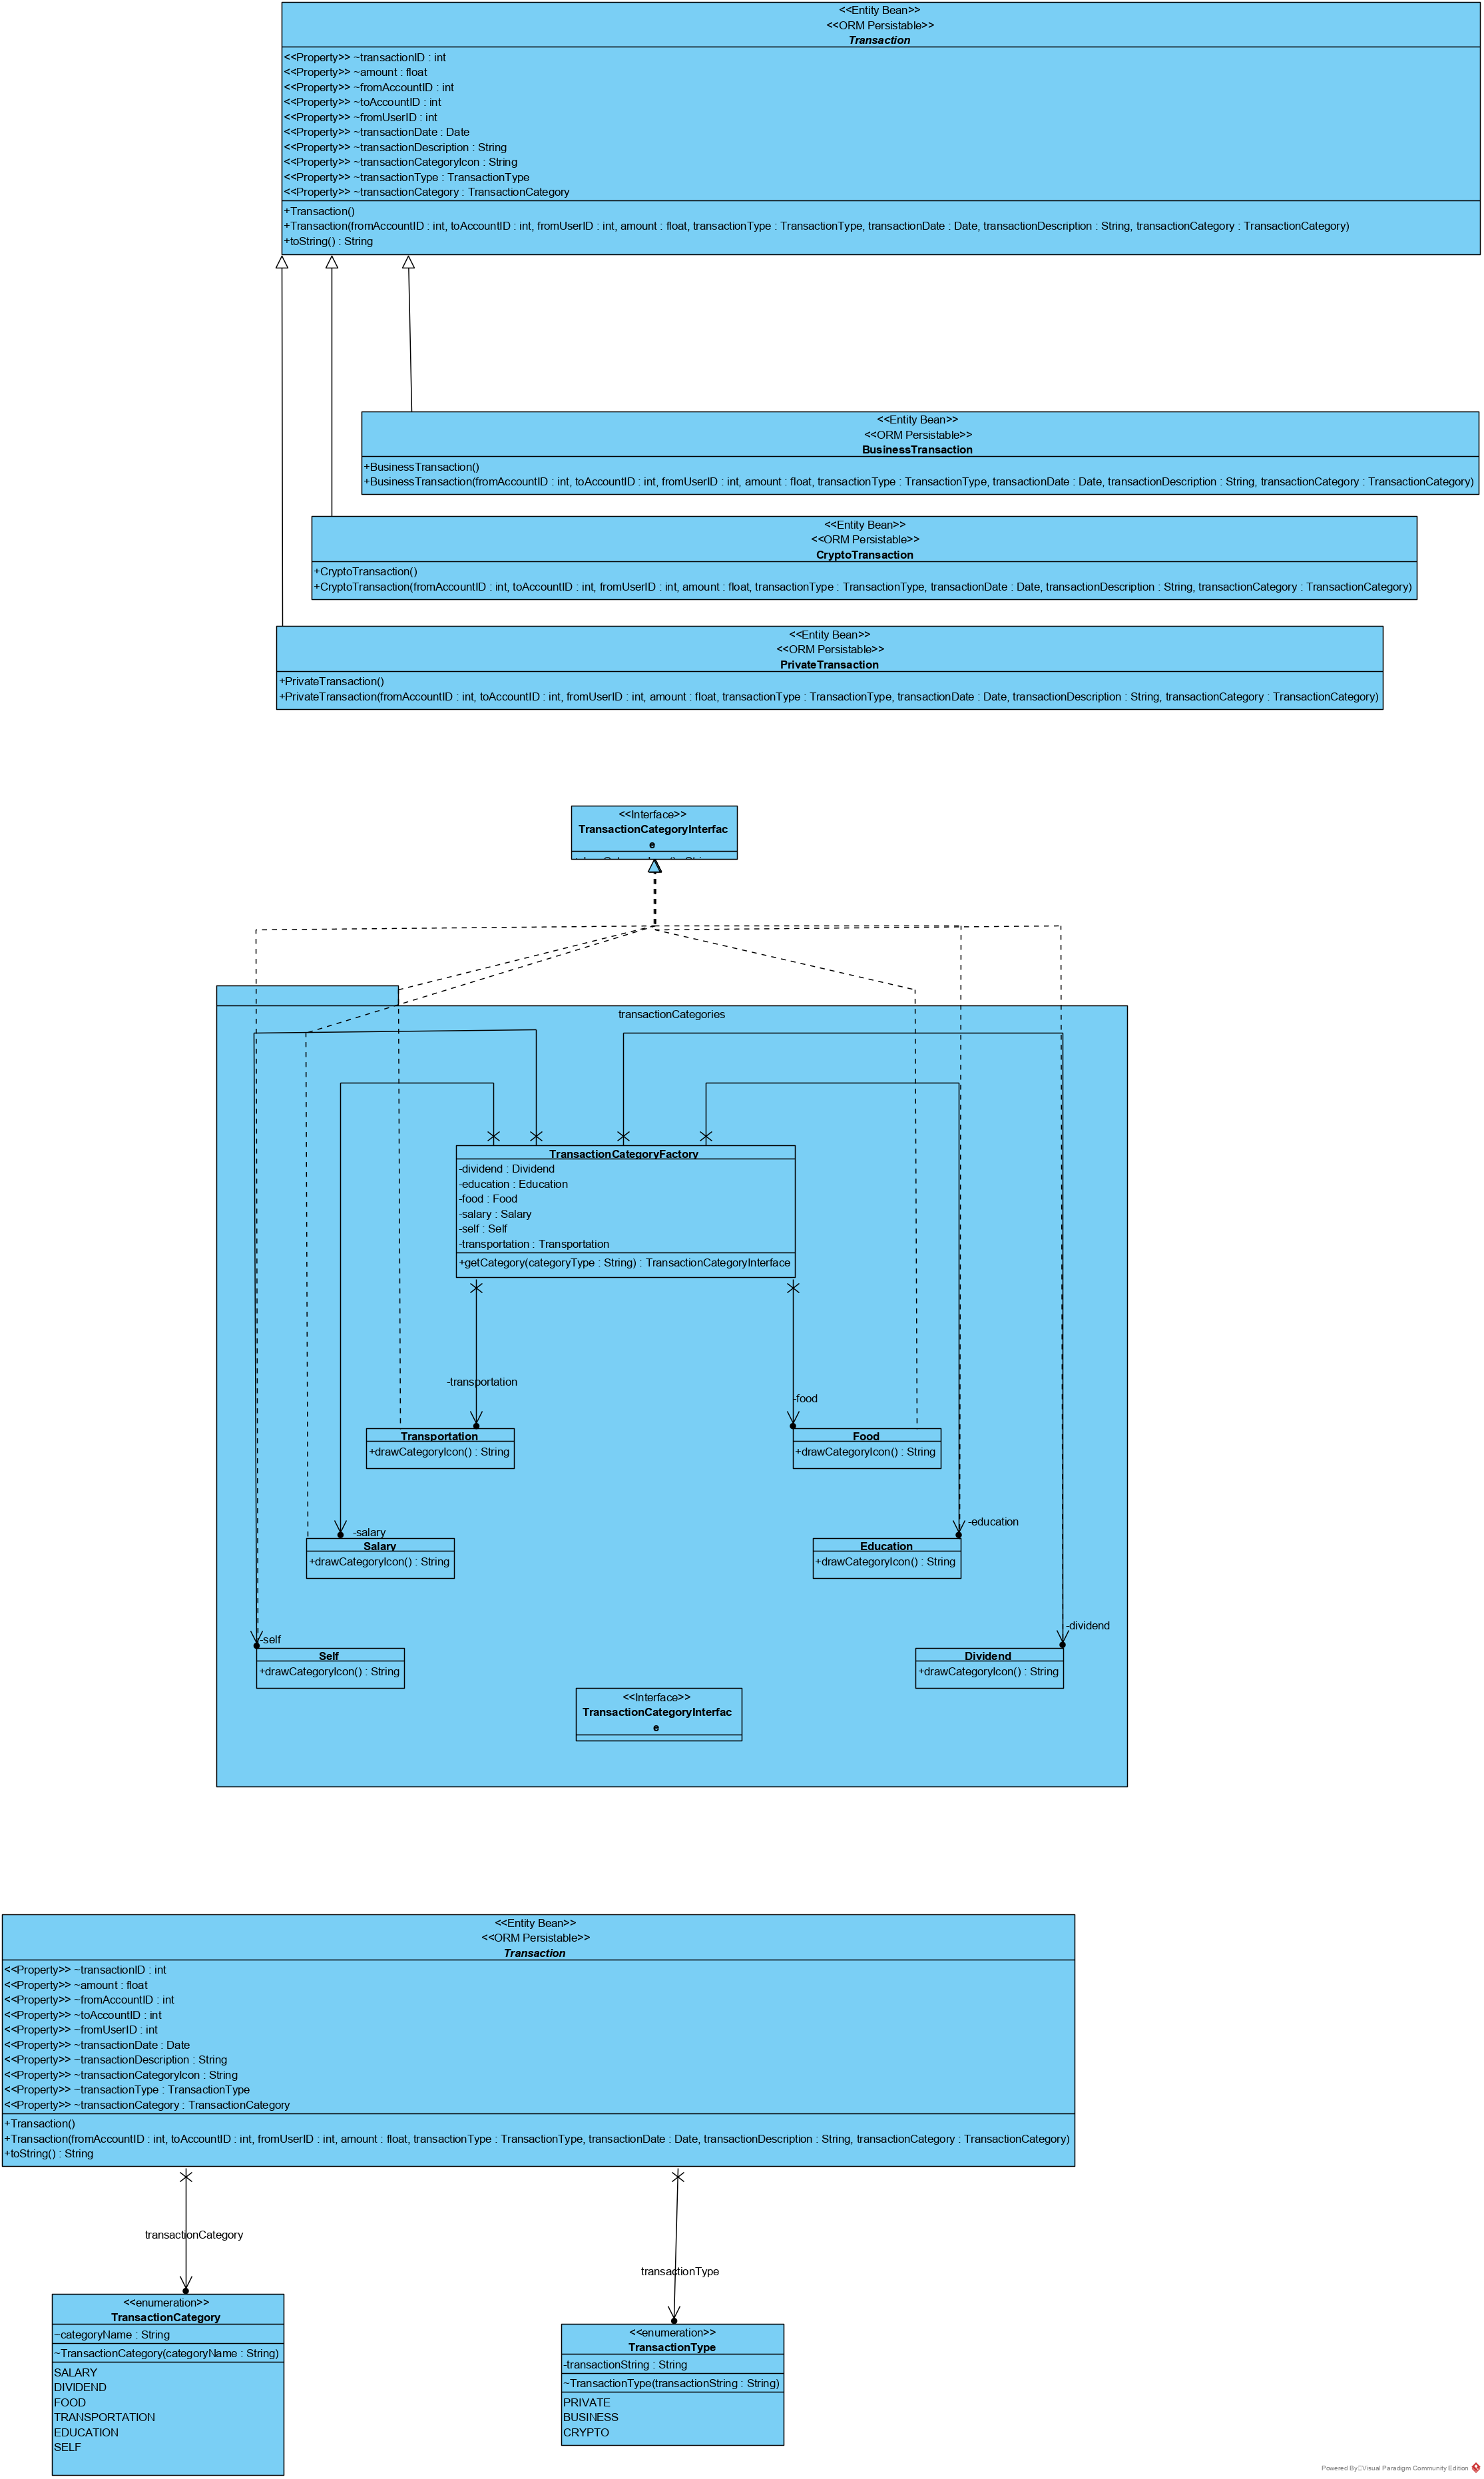 <<Entity Bean>>
<<ORM Persistable>>
Transaction
<<Property>> ~transactionID : int
<<Property>> ~amount : float
<<Property>> ~fromAccountID : int
<<Property>> ~toAccountID : int
<<Property>> ~fromUserID : int
<<Property>> ~transactionDate : Date
<<Property>> ~transactionDescription : String
<<Property>> ~transactionCategoryIcon : String
<<Property>> ~transactionType : TransactionType
<<Property>> ~transactionCategory : TransactionCategory
+Transaction()
+Transaction(fromAccountID : int, toAccountID : int, fromUserID : int, amount : float, transactionType : TransactionType, transactionDate : Date, transactionDescription : String, transactionCategory : TransactionCategory)
+toString() : String
<<Entity Bean>>
<<ORM Persistable>>
BusinessTransaction
+BusinessTransaction()
+BusinessTransaction(fromAccountID : int, toAccountID : int, fromUserID : int, amount : float, transactionType : TransactionType, transactionDate : Date, transactionDescription : String, transactionCategory : TransactionCategory)
<<Entity Bean>>
<<ORM Persistable>>
CryptoTransaction
+CryptoTransaction()
+CryptoTransaction(fromAccountID : int, toAccountID : int, fromUserID : int, amount : float, transactionType : TransactionType, transactionDate : Date, transactionDescription : String, transactionCategory : TransactionCategory)
<<Entity Bean>>
<<ORM Persistable>>
PrivateTransaction
+PrivateTransaction()
+PrivateTransaction(fromAccountID : int, toAccountID : int, fromUserID : int, amount : float, transactionType : TransactionType, transactionDate : Date, transactionDescription : String, transactionCategory : TransactionCategory)
<<Interface>>
TransactionCategoryInterfac
e
transactionCategories
TransactionCategoryFactory
-dividend : Dividend
-education : Education
-food : Food
-salary : Salary
-self : Self
-transportation : Transportation
+getCategory(categoryType : String) : TransactionCategoryInterface
-transportation
-food
Transportation
+drawCategoryIcon() : String
Food
+drawCategoryIcon() : String
-salary
-education
Salary
+drawCategoryIcon() : String
Education
+drawCategoryIcon() : String
-self
-dividend
Self
+drawCategoryIcon() : String
Dividend
+drawCategoryIcon() : String
<<Interface>>
TransactionCategoryInterfac
e
<<Entity Bean>>
<<ORM Persistable>>
Transaction
<<Property>> ~transactionID : int
<<Property>> ~amount : float
<<Property>> ~fromAccountID : int
<<Property>> ~toAccountID : int
<<Property>> ~fromUserID : int
<<Property>> ~transactionDate : Date
<<Property>> ~transactionDescription : String
<<Property>> ~transactionCategoryIcon : String
<<Property>> ~transactionType : TransactionType
<<Property>> ~transactionCategory : TransactionCategory
+Transaction()
+Transaction(fromAccountID : int, toAccountID : int, fromUserID : int, amount : float, transactionType : TransactionType, transactionDate : Date, transactionDescription : String, transactionCategory : TransactionCategory)
+toString() : String
transactionCategory
transactionType
<<enumeration>>
TransactionCategory
~categoryName : String
~TransactionCategory(categoryName : String)
SALARY
DIVIDEND
FOOD
TRANSPORTATION
EDUCATION
SELF
<<enumeration>>
TransactionType
-transactionString : String
~TransactionType(transactionString : String)
PRIVATE
BUSINESS
CRYPTO
Powered By Visual Paradigm Community Edition